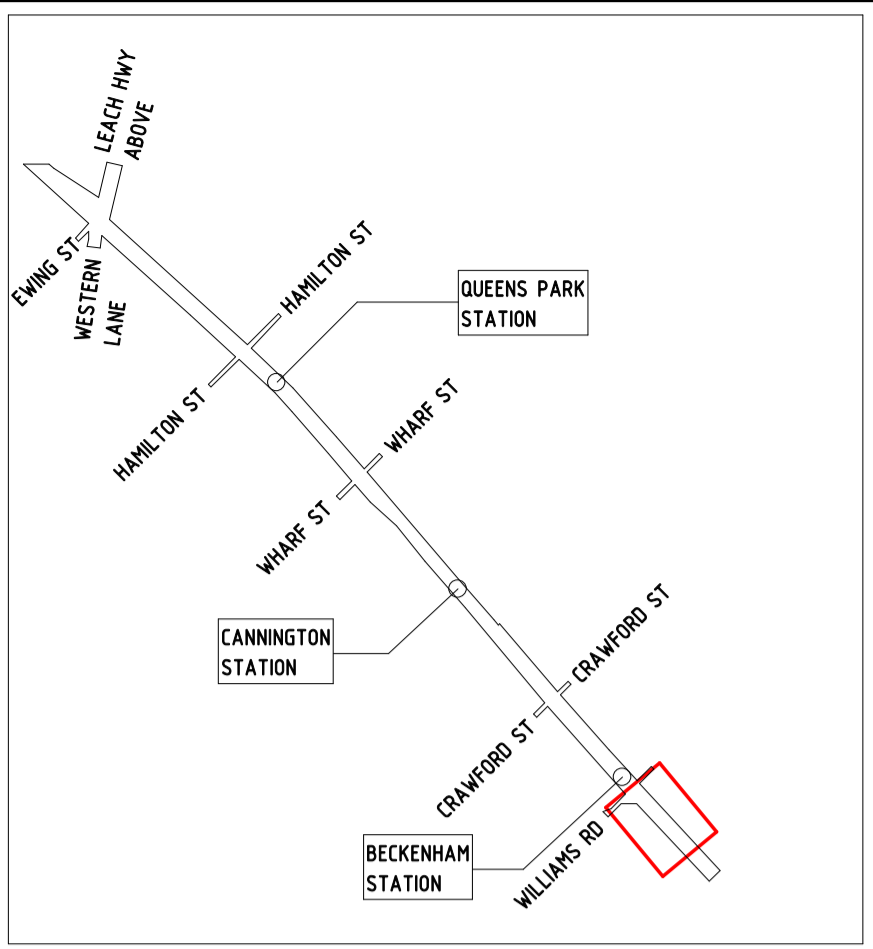 LEACH HWY
ABOVE
EWING ST
WESTERN
LANE
HAMILTON ST
QUEENS PARK
STATION
HAMILTON ST
WHARF ST
WHARF ST
CANNINGTON
STATION
CRAWFORD ST
CRAWFORD ST
BECKENHAM
STATION
WILLIAMS RD